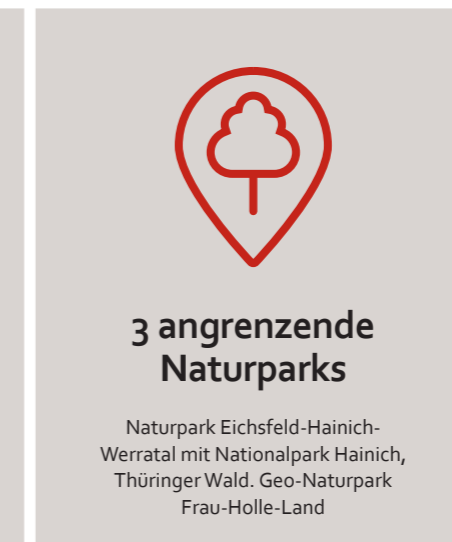 3 angrenzende
Naturparks
Naturpark Eichsfeld-Hainich-
Werratal mit Nationalpark Hainich,
Thüringer Wald. Geo-Naturpark
Frau-Holle-Land